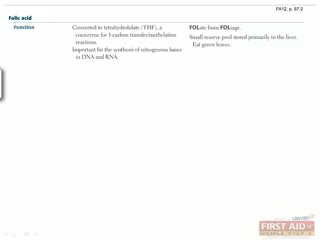 FA12, p. 97.2
Folic acid
Function
Converted to tetrahydrofolate (THF), a
coenzyme for 1-carbon transfer/methylation
reactions.
Important for the synthesis of nitrogenous bases
in DNA and RNA.
FOLate from FOLiage.
Small reserve pool stored primarily in the liver.
Eat green leaves.
FIRST AID